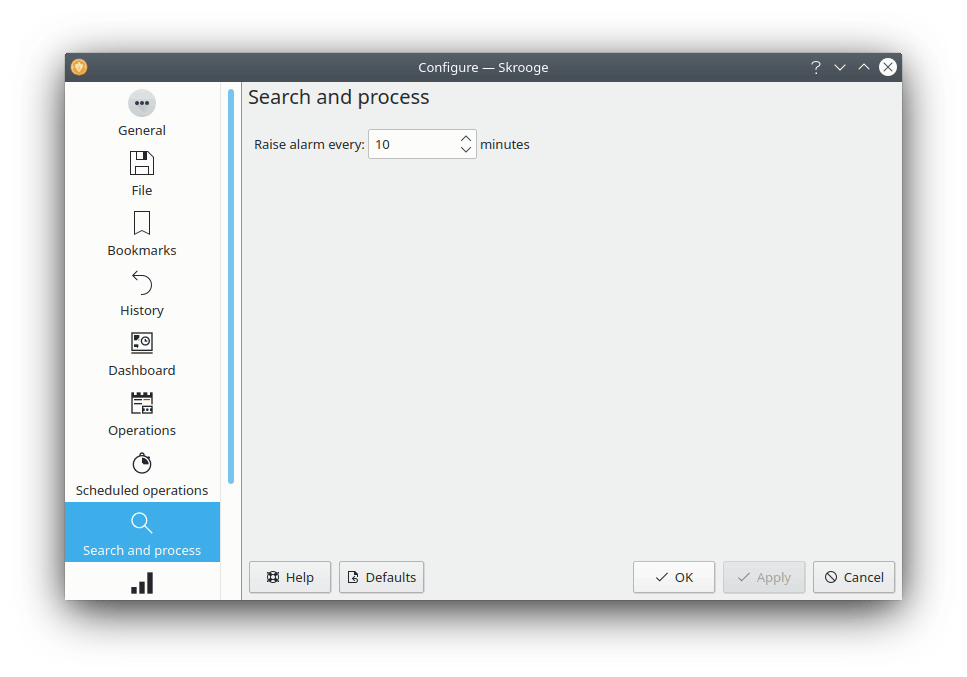 Configure — Skrooge
General
File
Bookmarks
History
Dashboard
Operations
Scheduled operations
Search and process
Search and process
Raise alarm every: 10 minutes
Help Defaults OK Apply Cancel